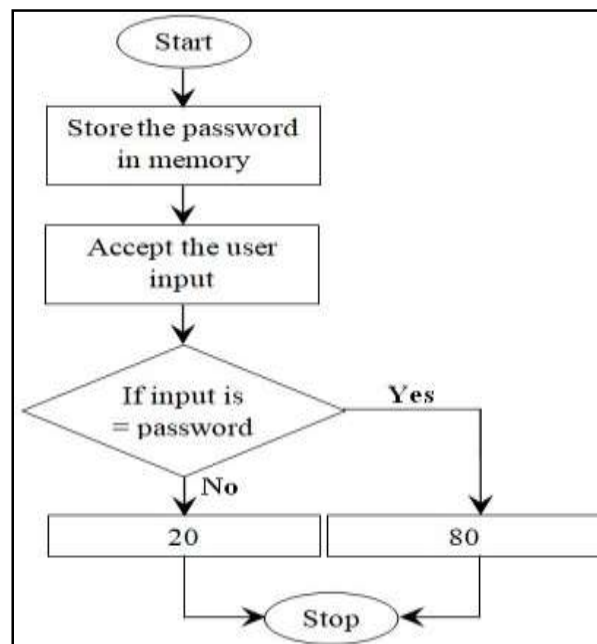 Start
Store the password
in memory
Accept the user
input
If input is
= password
Yes
No
20
80
Stop